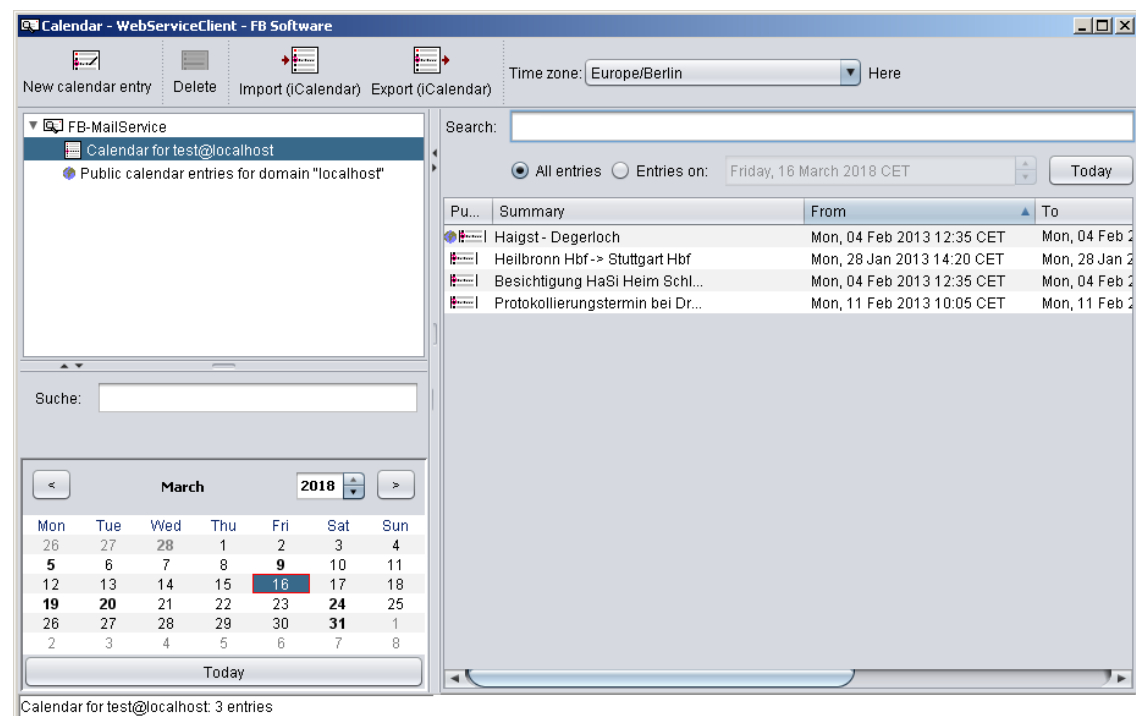 Calendar - WebServiceClient - FB Software
New calendar entry Delete Import (iCalendar) Export (iCalendar) Time zone: Europe/Berlin Here
FB-MailService
Calendar for test@localhost
Public calendar entries for domain "localhost"
Suche:
< March 2018 >
Mon Tue Wed Thu Fri Sat Sun
26 27 28 1 2 3 4
5 6 7 8 9 10 11
12 13 14 15 16 17 18
19 20 21 22 23 24 25
26 27 28 29 30 31 1
2 3 4 5 6 7 8
Today
Search:
All entries Entries on: Friday, 16 March 2018 CET Today
Pu... Summary From To
Haigst - Degerloch Mon, 04 Feb 2013 12:35 CET Mon, 04 Feb 2
Heilbronn Hbf -> Stuttgart Hbf Mon, 28 Jan 2013 14:20 CET Mon, 28 Jan 2
Besichtigung HaSi Heim Schl... Mon, 04 Feb 2013 12:35 CET Mon, 04 Feb 2
Protokollierungstermin bei Dr... Mon, 11 Feb 2013 10:05 CET Mon, 11 Feb 2
Calendar for test@localhost: 3 entries